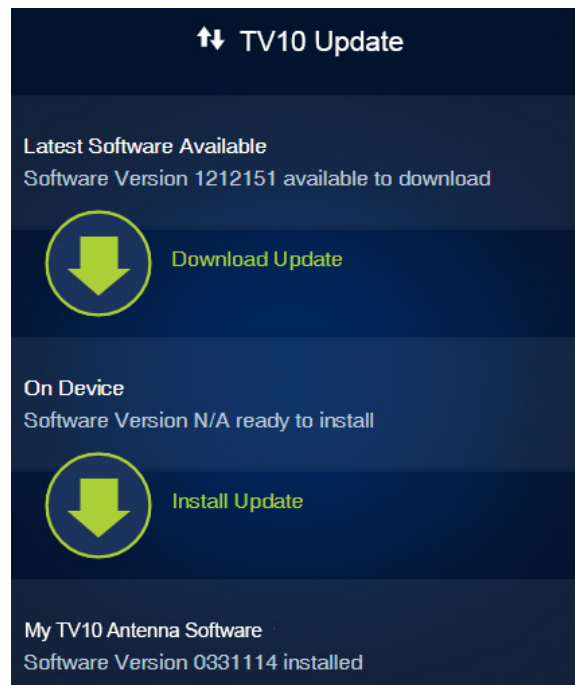 TV10 Update
Latest Software Available
Software Version 1212151 available to download
Download Update
On Device
Software Version N/A ready to install
Install Update
My TV10 Antenna Software
Software Version 0331114 installed